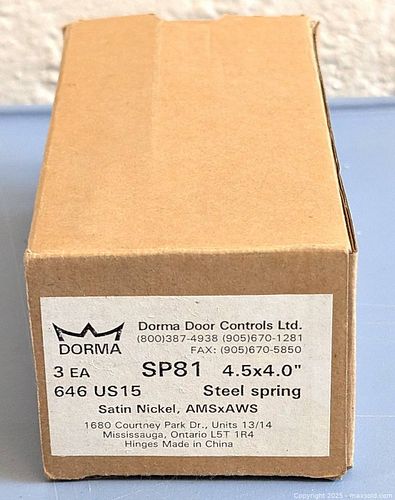 Dorma Door Controls Ltd.
(800)387-4938 (905)670-1281
FAX: (905)670-5850
DORMA
3 EA SP81 4.5x4.0"
646 US15 Steel spring
Satin Nickel, AMSxAWS
1680 Courtney Park Dr., Units 13/14
Mississauga, Ontario L5T 1R4
Hinges Made in China
Copyright 2025 - maxsold.com